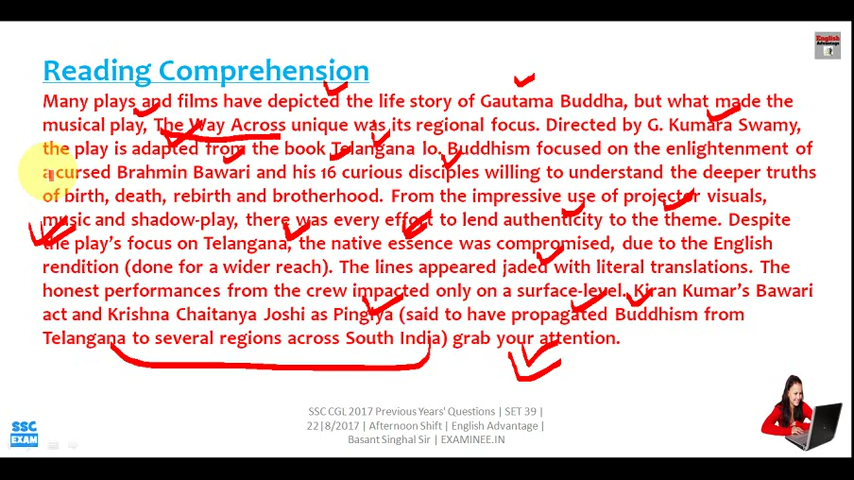 English
Advantage
Reading Comprehension
Many plays and films have depicted the life story of Gautama Buddha, but what made the
musical play, The Way Across unique was its regional focus. Directed by G. Kumara Swamy,
the play is adapted from the book Telangana lo. Buddhism focused on the enlightenment of
a cursed Brahmin Bawari and his 16 curious disciples willing to understand the deeper truths
of birth, death, rebirth and brotherhood. From the impressive use of projector visuals,
music and shadow-play, there was every effort to lend authenticity to the theme. Despite
the play's focus on Telangana, the native essence was compromised, due to the English
rendition (done for a wider reach). The lines appeared jaded with literal translations. The
honest performances from the crew impacted only on a surface-level. Kiran Kumar's Bawari
act and Krishna Chaitanya Joshi as Pingiya (said to have propagated Buddhism from
Telangana to several regions across South India) grab your attention.
SSC CGL 2017 Previous Years' Questions | SET 39 |
22|8/2017 | Afternoon Shift | English Advantage |
Basant Singhal Sir | EXAMINEE.IN
SSC
EXAM